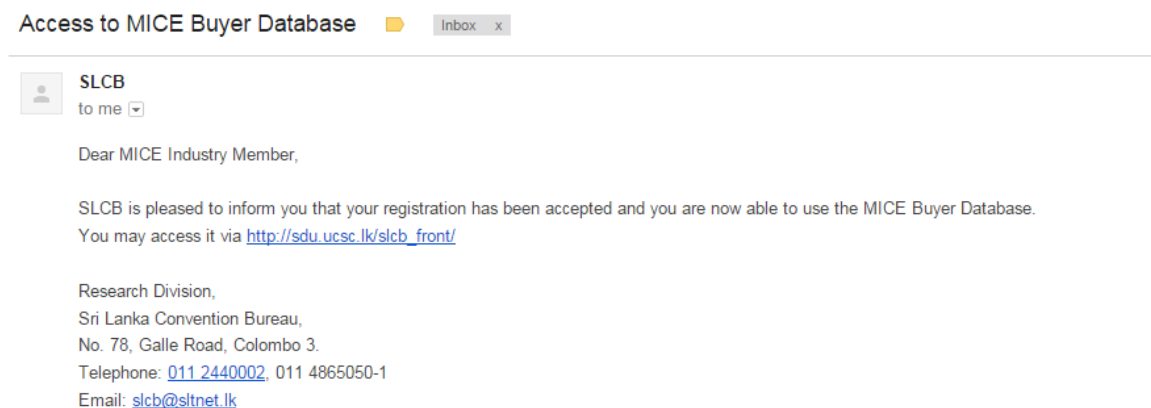 Access to MICE Buyer Database
Inbox x
SLCB
to me
Dear MICE Industry Member,
SLCB is pleased to inform you that your registration has been accepted and you are now able to use the MICE Buyer Database.
You may access it via http://sdu.ucsc.lk/slcb_front/
Research Division,
Sri Lanka Convention Bureau,
No. 78, Galle Road, Colombo 3.
Telephone: 011 2440002, 011 4865050-1
Email: slcb@sltnet.lk